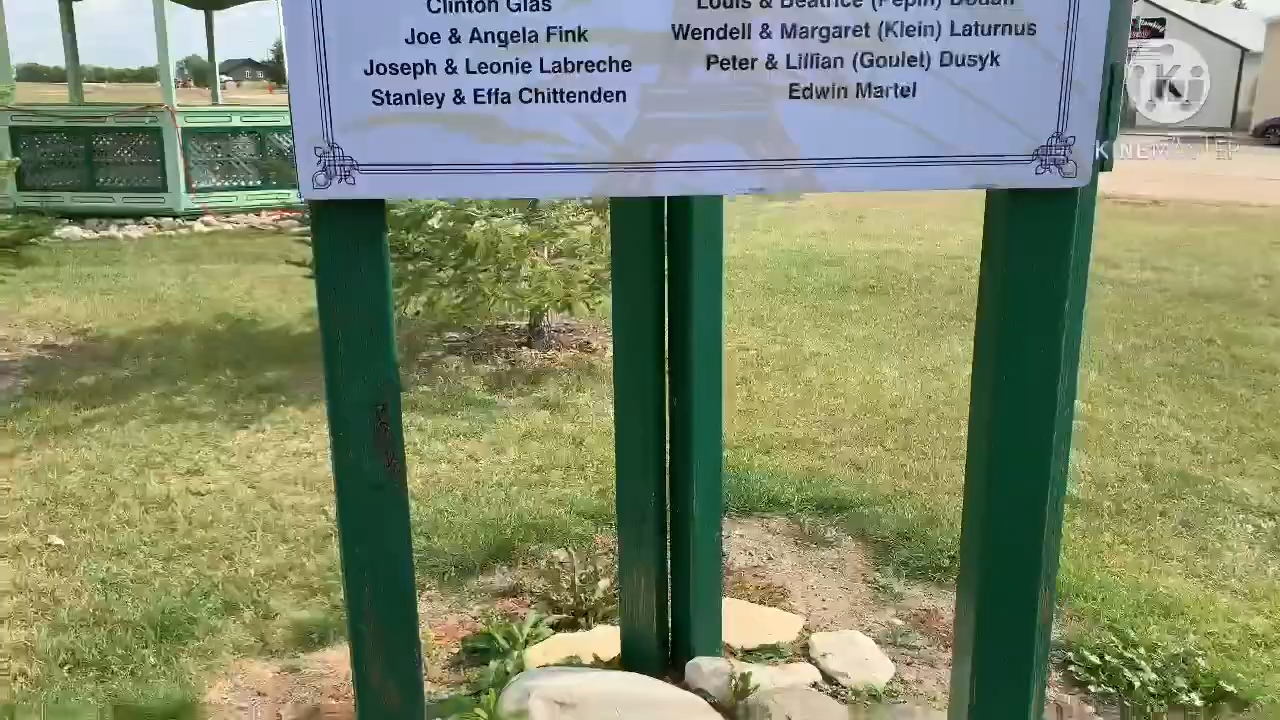 Clinton Glas
Joe & Angela Fink
Joseph & Leonie Labreche
Stanley & Effa Chittenden
Louis & Beatrice (Pepin)
Wendell & Margaret (Klein) Laturnus
Peter & Lillian (Goulet) Dusyk
Edwin Martel
KINEMASTER